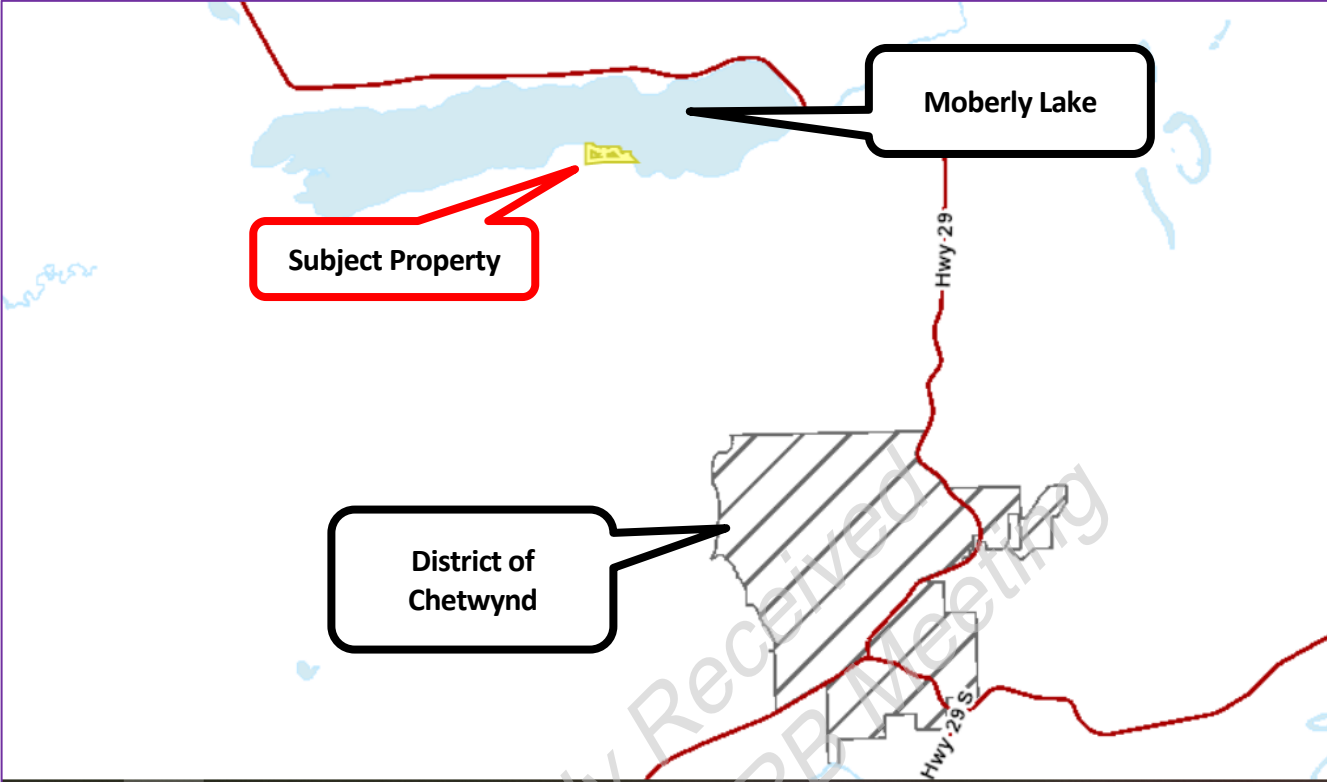 Moberly Lake
Subject Property
Hwy 29
District of
Chetwynd
Received
Meeting
Hwy 29 S